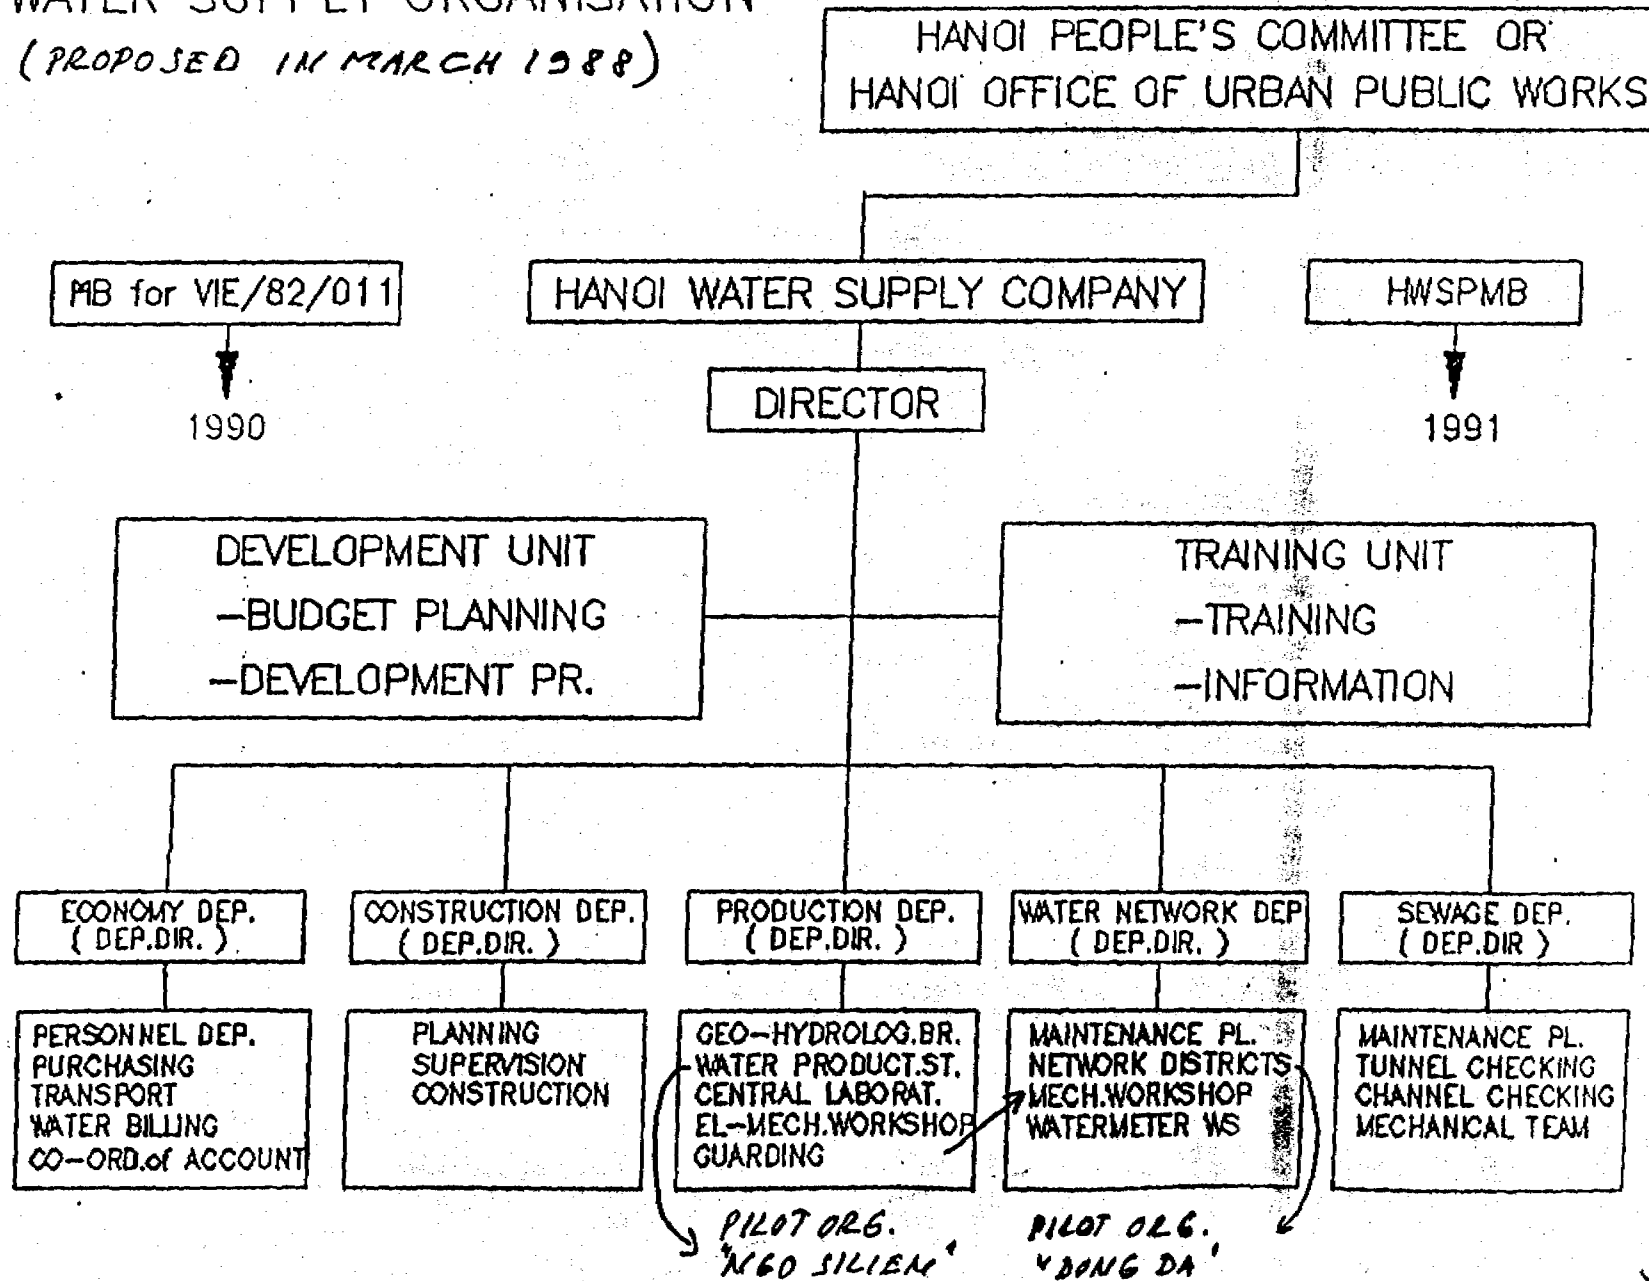 WATER SUPPLY ORGANISATION
(PROPOSED IN MARCH 1988)
HANOI PEOPLE'S COMMITTEE OR
HANOI OFFICE OF URBAN PUBLIC WORKS
MB for VIE/82/011
HANOI WATER SUPPLY COMPANY
HWSPMB
1990
DIRECTOR
1991
DEVELOPMENT UNIT
-BUDGET PLANNING
-DEVELOPMENT PR.
TRAINING UNIT
-TRAINING
-INFORMATION
ECONOMY DEP.
( DEP.DIR. )
CONSTRUCTION DEP.
( DEP.DIR. )
PRODUCTION DEP.
( DEP.DIR. )
WATER NETWORK DEP
( DEP.DIR. )
SEWAGE DEP.
( DEP.DIR )
PERSONNEL DEP.
PURCHASING
TRANSPORT
WATER BILLING
CO-ORD.of ACCOUNT
PLANNING
SUPERVISION
CONSTRUCTION
GEO-HYDROLOG.BR.
WATER PRODUCT.ST.
CENTRAL LABORAT.
EL-MECH.WORKSHOP
GUARDING
MAINTENANCE PL.
NETWORK DISTRICTS
MECH.WORKSHOP
WATERMETER WS
MAINTENANCE PL.
TUNNEL CHECKING
CHANNEL CHECKING
MECHANICAL TEAM
PILOT ORG.
"NGO SILIEM"
PILOT ORG.
"DONG DA"